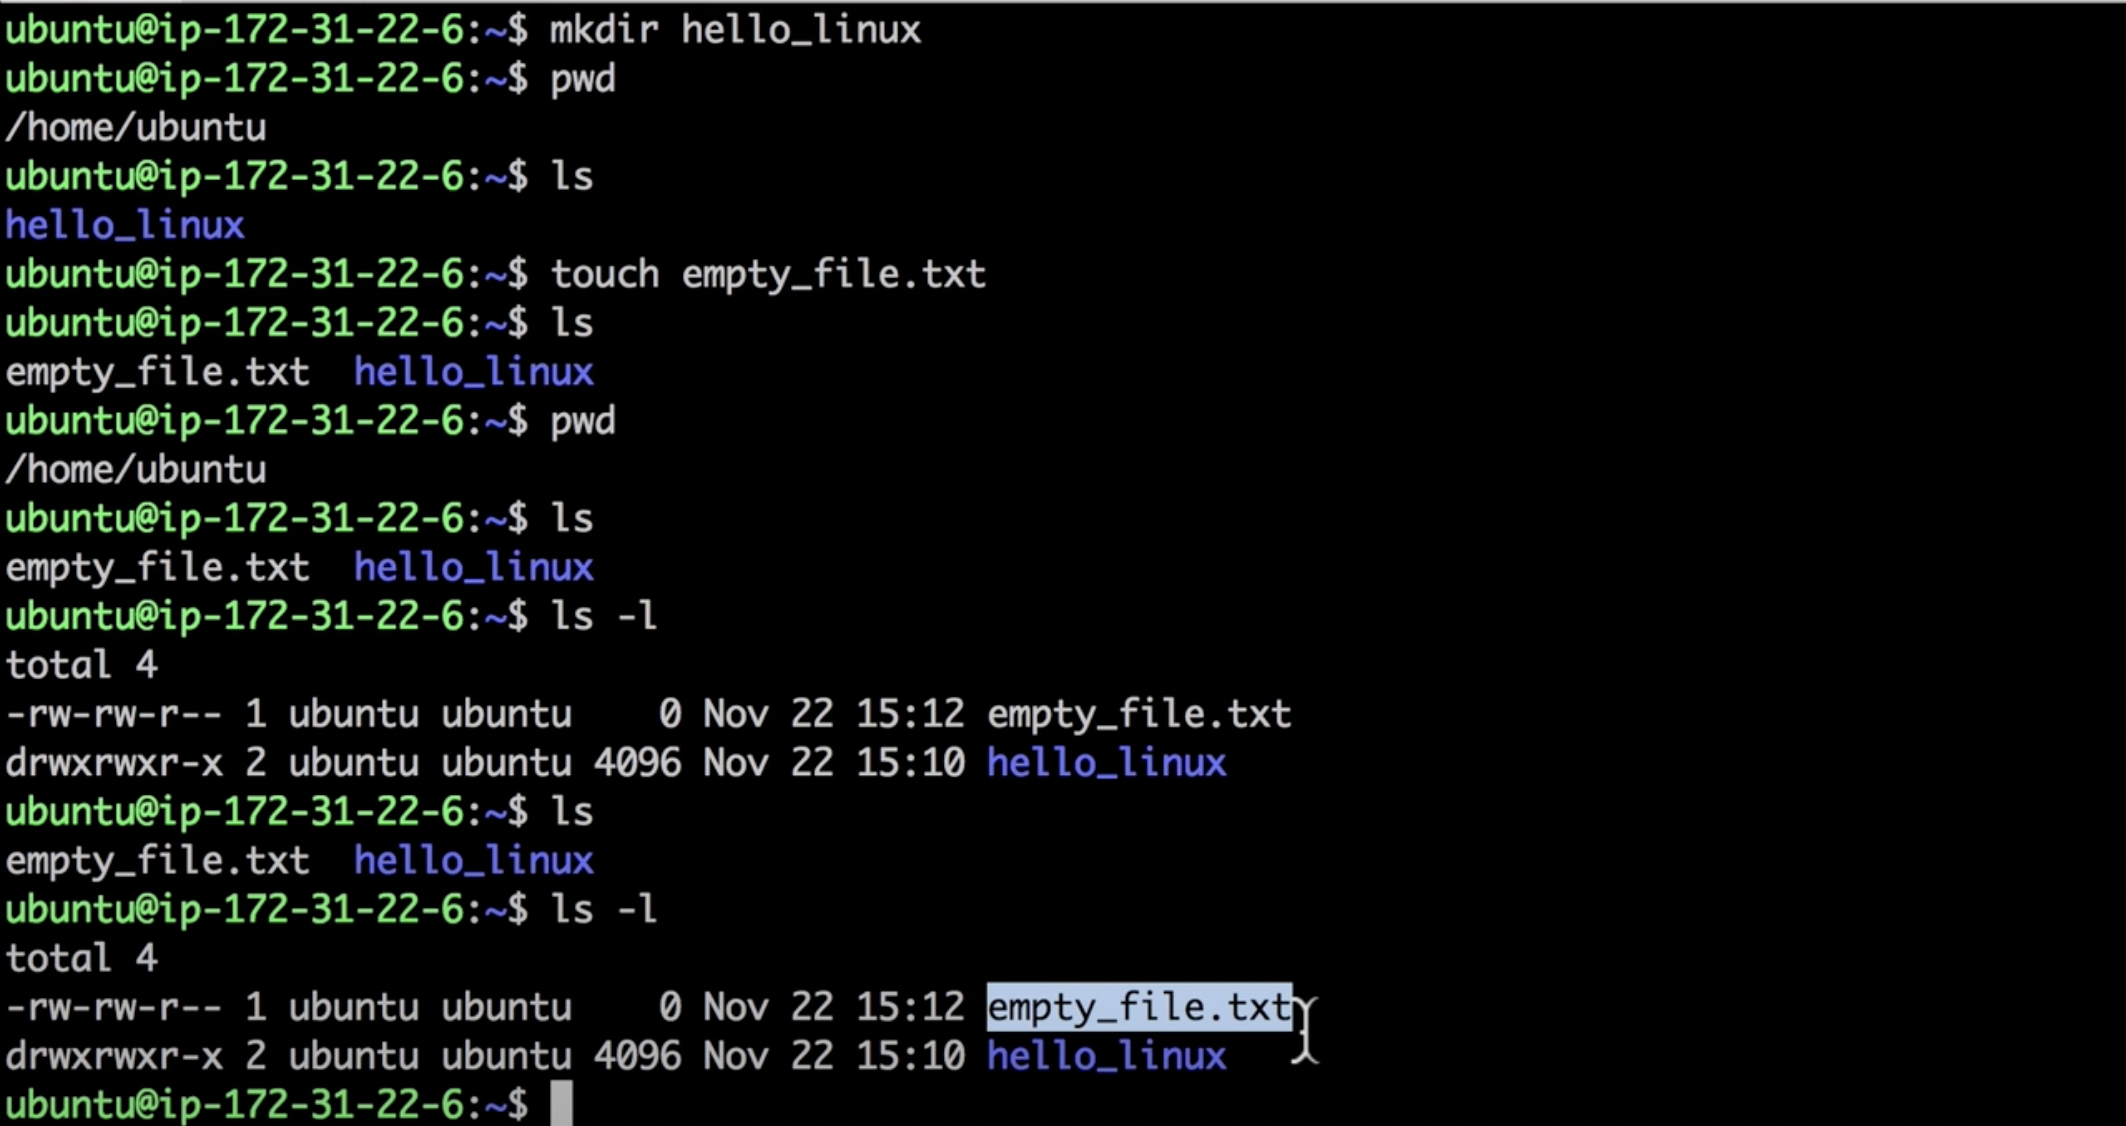 ubuntu@ip-172-31-22-6:~$ mkdir hello_linux
ubuntu@ip-172-31-22-6:~$ pwd
/home/ubuntu
ubuntu@ip-172-31-22-6:~$ ls
hello_linux
ubuntu@ip-172-31-22-6:~$ touch empty_file.txt
ubuntu@ip-172-31-22-6:~$ ls
empty_file.txt  hello_linux
ubuntu@ip-172-31-22-6:~$ pwd
/home/ubuntu
ubuntu@ip-172-31-22-6:~$ ls
empty_file.txt  hello_linux
ubuntu@ip-172-31-22-6:~$ ls -l
total 4
-rw-rw-r-- 1 ubuntu ubuntu    0 Nov 22 15:12 empty_file.txt
drwxrwxr-x 2 ubuntu ubuntu 4096 Nov 22 15:10 hello_linux
ubuntu@ip-172-31-22-6:~$ ls
empty_file.txt  hello_linux
ubuntu@ip-172-31-22-6:~$ ls -l
total 4
-rw-rw-r-- 1 ubuntu ubuntu    0 Nov 22 15:12 empty_file.txt
drwxrwxr-x 2 ubuntu ubuntu 4096 Nov 22 15:10 hello_linux
ubuntu@ip-172-31-22-6:~$